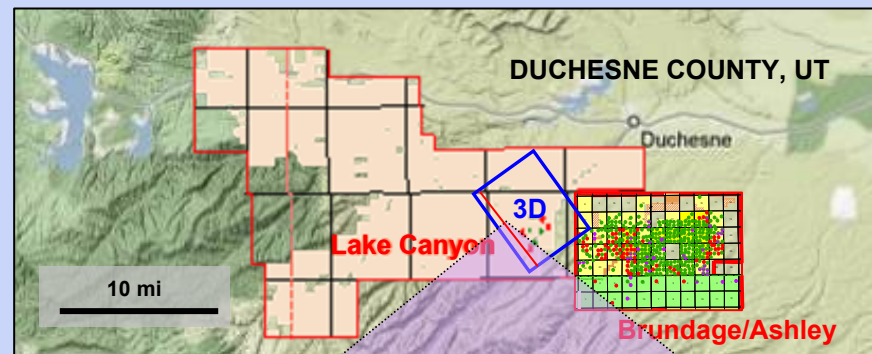 DUCHESNE COUNTY, UT
Duchesne
3D
Lake Canyon
10 mi
Brundage/Ashley